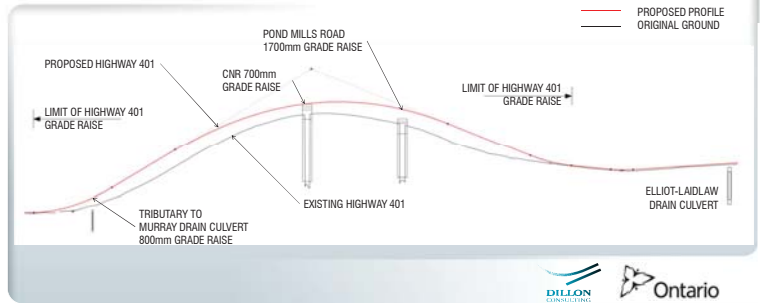 PROPOSED PROFILE
ORIGINAL GROUND
POND MILLS ROAD
1700mm GRADE RAISE
PROPOSED HIGHWAY 401
CNR 700mm
GRADE RAISE
LIMIT OF HIGHWAY 401
GRADE RAISE
LIMIT OF HIGHWAY 401
GRADE RAISE
EXISTING HIGHWAY 401
ELLIOT-LAIDLAW
DRAIN CULVERT
TRIBUTARY TO
MURRAY DRAIN CULVERT
800mm GRADE RAISE
DILLON
CONSULTING
Ontario